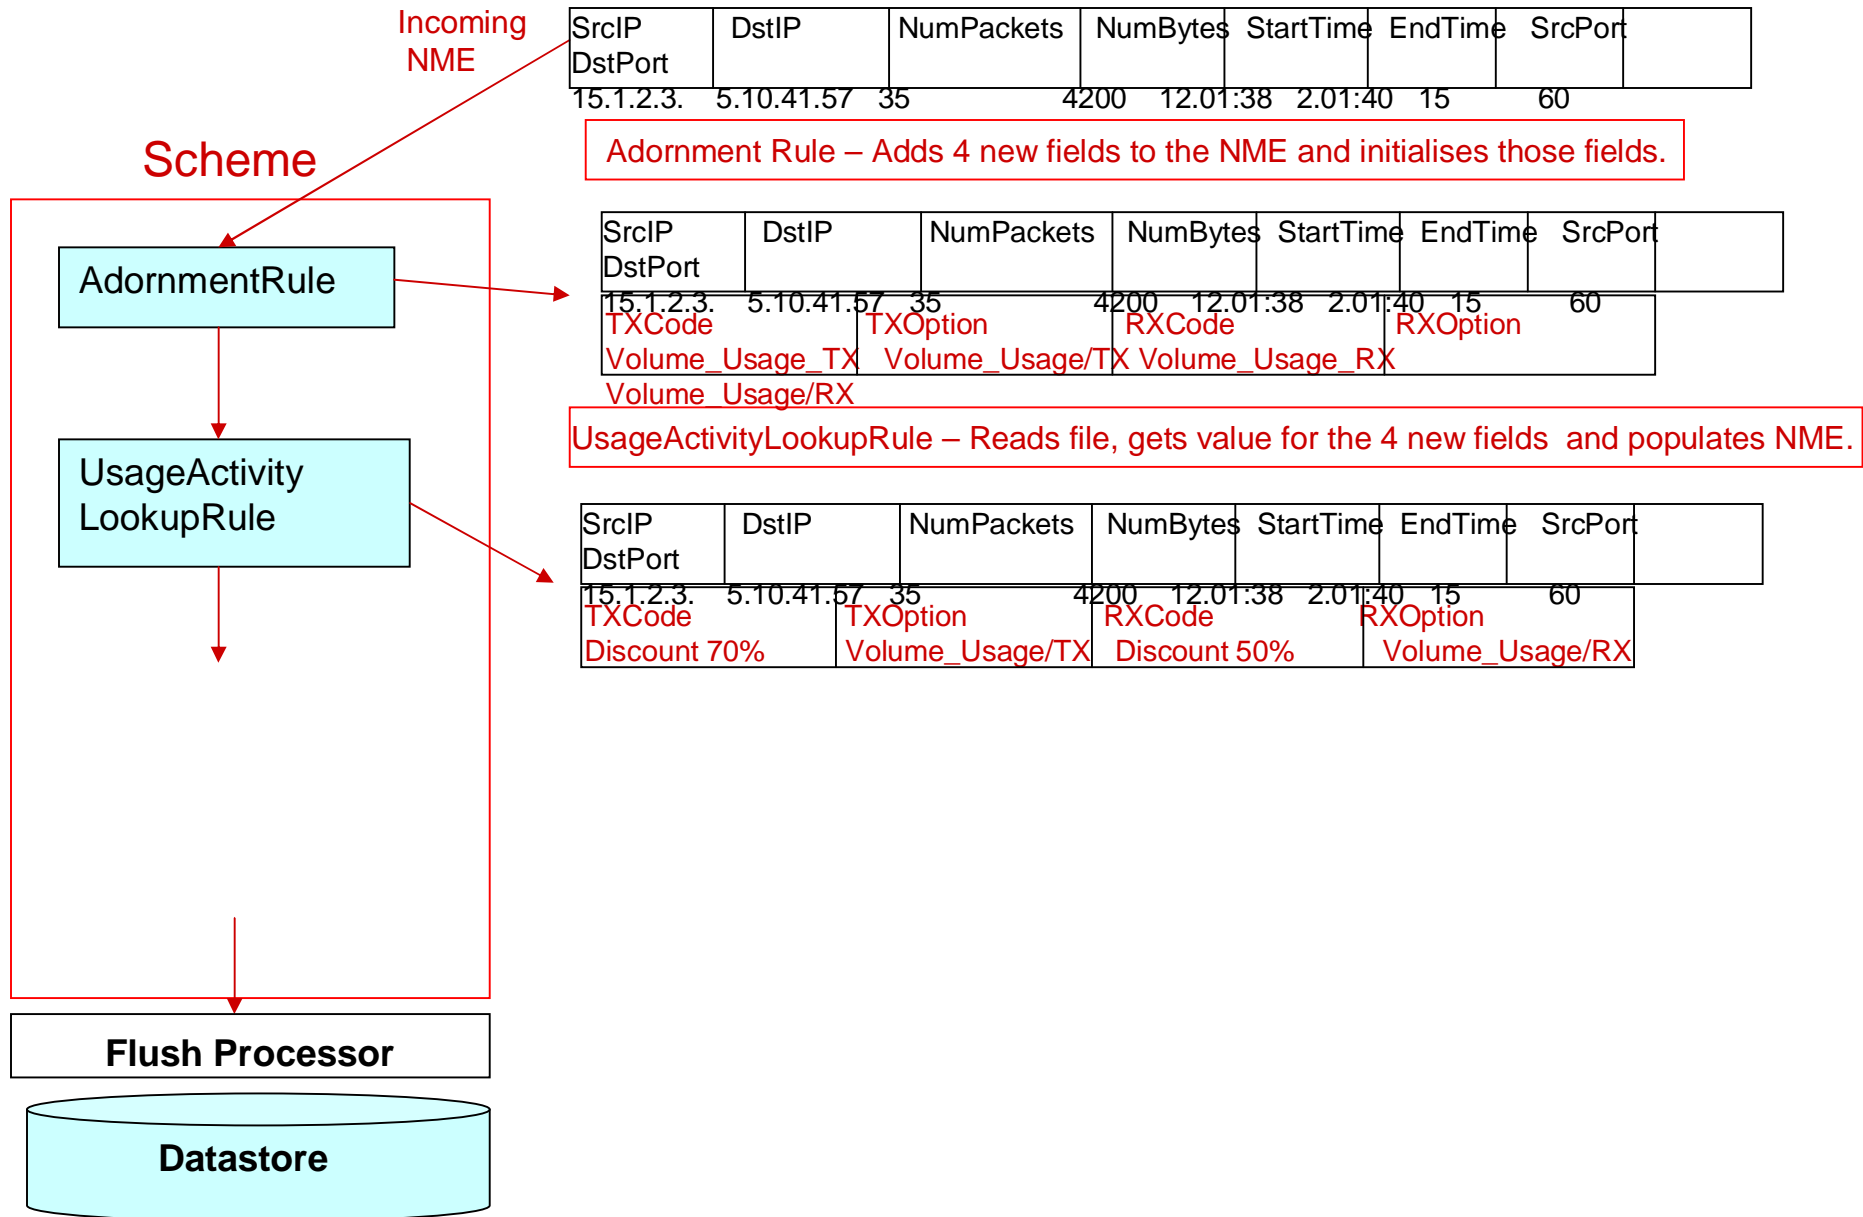 Incoming
NME
SrcIP DstIP NumPackets NumBytes StartTime EndTime SrcPort
DstPort
15.1.2.3. 5.10.41.57 35 4200 12.01:38 2.01:40 15 60
Adornment Rule – Adds 4 new fields to the NME and initialises those fields.
Scheme
AdornmentRule
SrcIP DstIP NumPackets NumBytes StartTime EndTime SrcPort
DstPort
15.1.2.3. 5.10.41.57 35 4200 12.01:38 2.01:40 15 60
TXCode TXOption RXCode RXOption
Volume_Usage_TX Volume_Usage/TX Volume_Usage_RX
Volume_Usage/RX
UsageActivityLookupRule – Reads file, gets value for the 4 new fields and populates NME.
UsageActivity
LookupRule
SrcIP DstIP NumPackets NumBytes StartTime EndTime SrcPort
DstPort
15.1.2.3. 5.10.41.57 35 4200 12.01:38 2.01:40 15 60
TXCode TXOption RXCode RXOption
Discount 70% Volume_Usage/TX Discount 50% Volume_Usage/RX
Flush Processor
Datastore